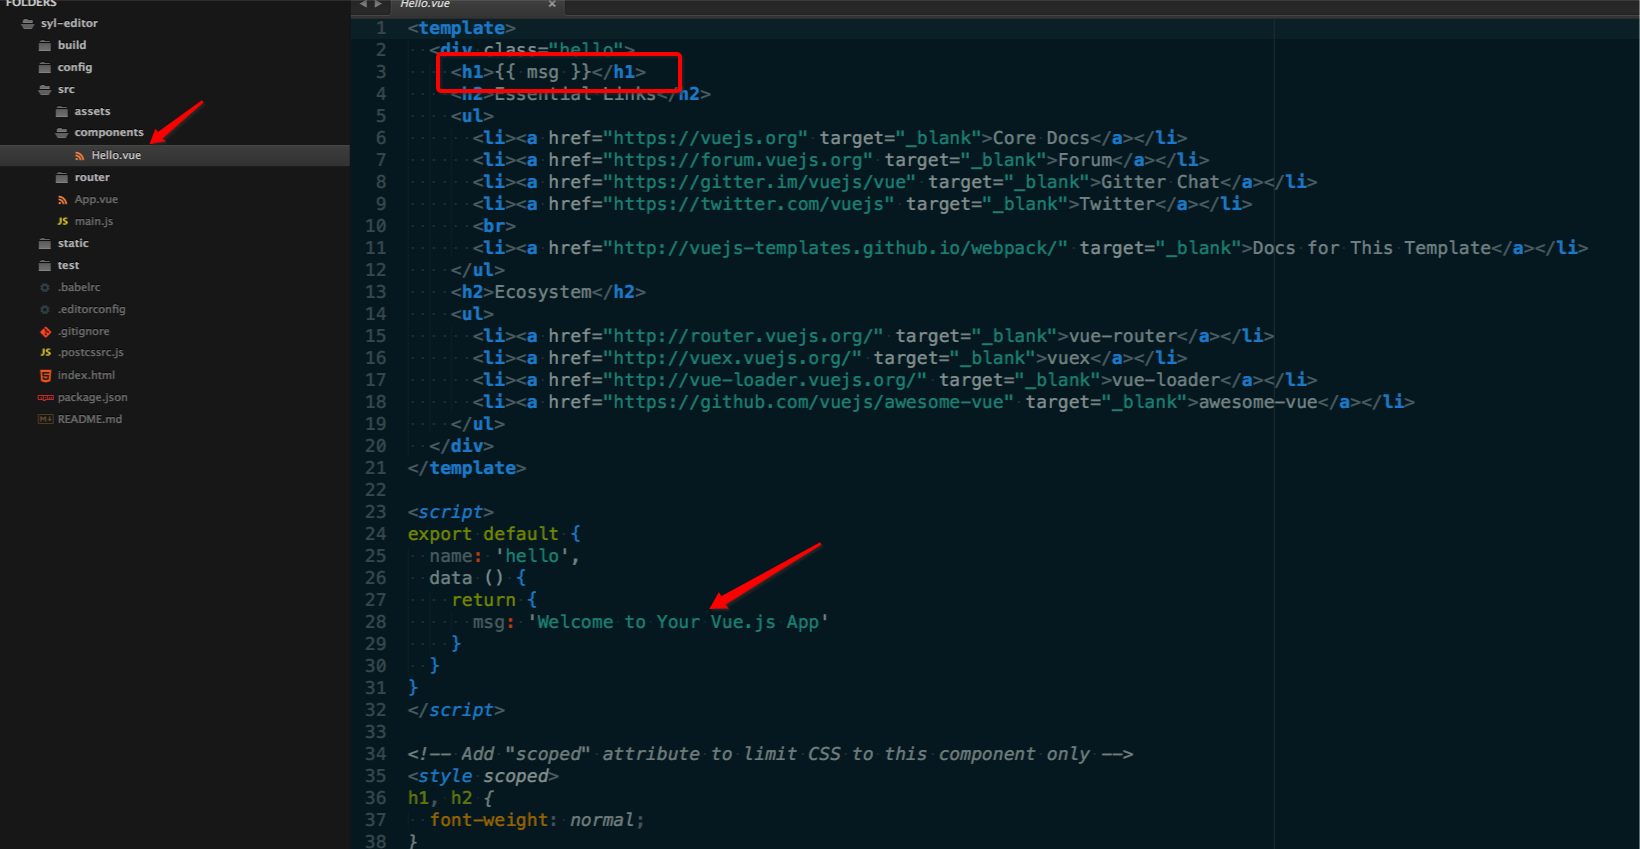 FOLDERS
syl-editor
build
config
src
assets
components
Hello.vue
router
App.vue
JS main.js
static
test
.babelrc
.editorconfig
.gitignore
JS .postcssrc.js
index.html
package.json
README.md
Hello.vue ×
1 <template>
2 <div class="hello">
3 <h1>{{ msg }}</h1>
4 <h2>Essential Links</h2>
5 <ul>
6 <li><a href="https://vuejs.org" target="_blank">Core Docs</a></li>
7 <li><a href="https://forum.vuejs.org" target="_blank">Forum</a></li>
8 <li><a href="https://gitter.im/vuejs/vue" target="_blank">Gitter Chat</a></li>
9 <li><a href="https://twitter.com/vuejs" target="_blank">Twitter</a></li>
10 <br>
11 <li><a href="http://vuejs-templates.github.io/webpack/" target="_blank">Docs for This Template</a></li>
12 </ul>
13 <h2>Ecosystem</h2>
14 <ul>
15 <li><a href="http://router.vuejs.org/" target="_blank">vue-router</a></li>
16 <li><a href="http://vuex.vuejs.org/" target="_blank">vuex</a></li>
17 <li><a href="http://vue-loader.vuejs.org/" target="_blank">vue-loader</a></li>
18 <li><a href="https://github.com/vuejs/awesome-vue" target="_blank">awesome-vue</a></li>
19 </ul>
20 </div>
21 </template>
22
23 <script>
24 export default {
25 name: 'hello',
26 data () {
27 return {
28 msg: 'Welcome to Your Vue.js App'
29 }
30 }
31 }
32 </script>
33
34 <!-- Add "scoped" attribute to limit CSS to this component only -->
35 <style scoped>
36 h1, h2 {
37 font-weight: normal;
38 }